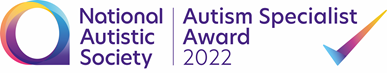 National
Autistic
Society
Autism Specialist
Award
2022